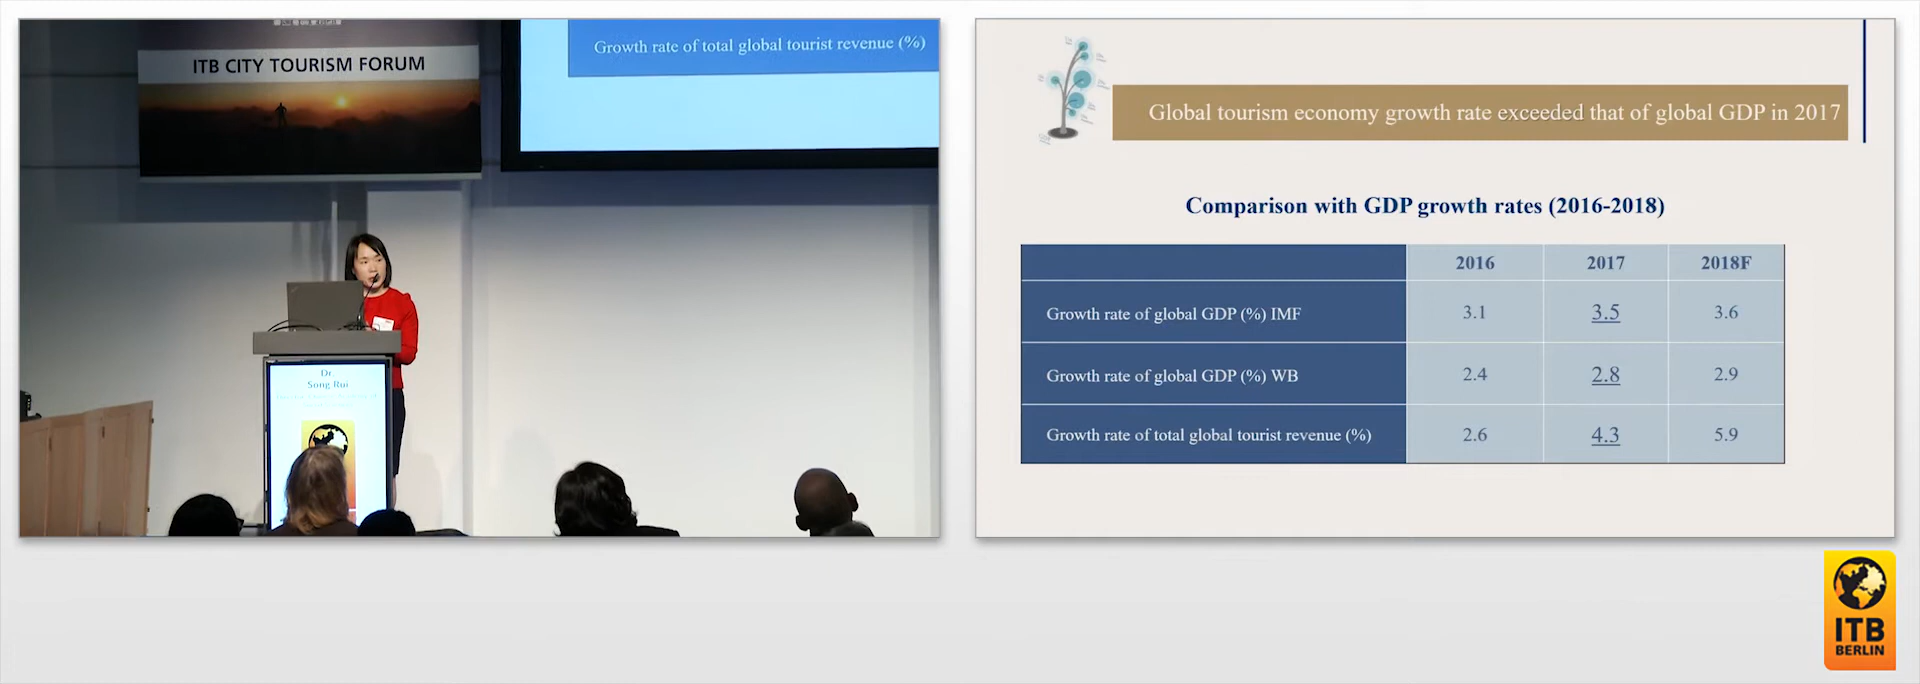 ITB CITY TOURISM FORUM
Growth rate of total global tourist revenue (%)
Dr.
Song Rui
Global tourism economy growth rate exceeded that of global GDP in 2017
Comparison with GDP growth rates (2016-2018)
2016 2017 2018F
Growth rate of global GDP (%) IMF 3.1 3.5 3.6
Growth rate of global GDP (%) WB 2.4 2.8 2.9
Growth rate of total global tourist revenue (%) 2.6 4.3 5.9
ITB
BERLIN